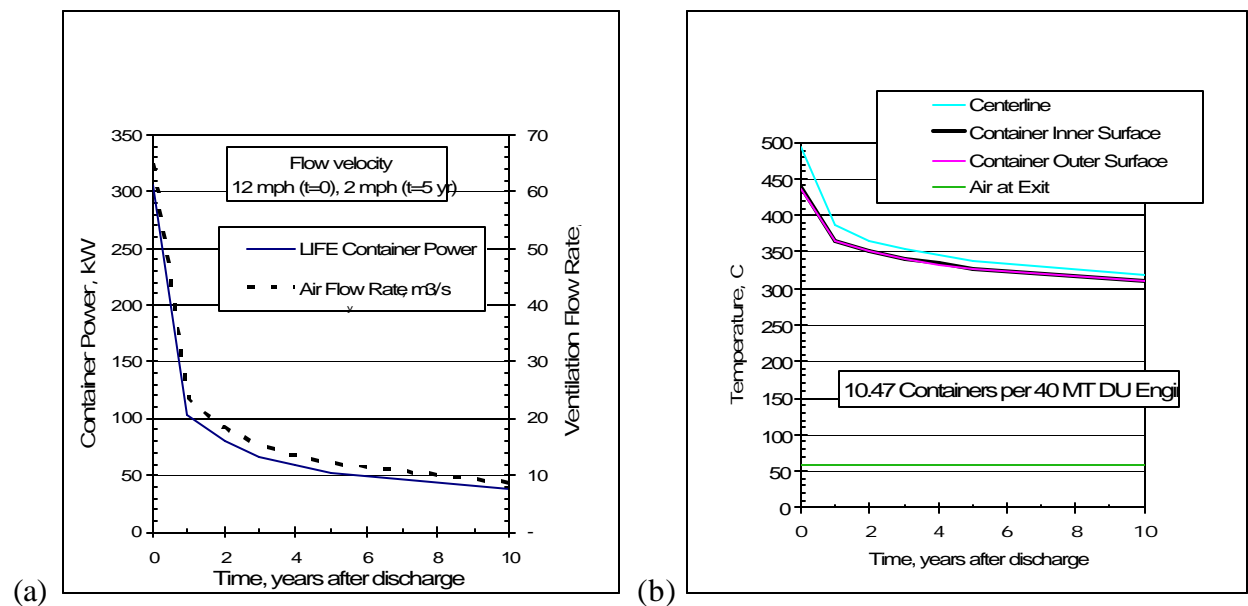 350
300
250
200
150
100
50
0
Container Power, kW
70
60
50
40
30
20
10
-
Ventilation Flow Rate,
Flow velocity
12 mph (t=0), 2 mph (t=5 yr)
LIFE Container Power
Air Flow Rate, m3/s
y
0 2 4 6 8 10
Time, years after discharge
(a)
Centerline
Container Inner Surface
Container Outer Surface
Air at Exit
500
450
400
350
300
250
200
150
100
50
0
Temperature, C
10.47 Containers per 40 MT DU Engi
0 2 4 6 8 10
Time, years after discharge
(b)